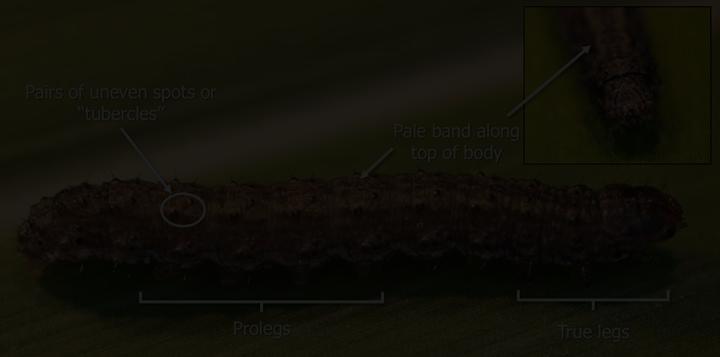 Pairs of uneven spots or
"tubercles"
Pale band along
top of body
Prolegs
True legs